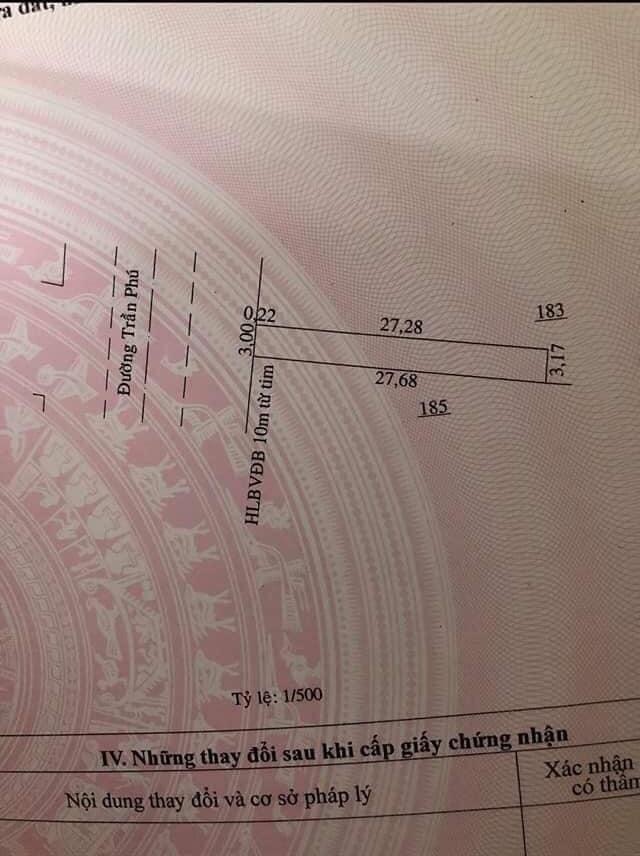 đất,
Đường Trần Phú
0,22
3,00
27,28
183
3,17
27,68
185
HLBVĐB 10m từ tim
Tỷ lệ: 1/500
IV. Những thay đổi sau khi cấp giấy chứng nhận
Nội dung thay đổi và cơ sở pháp lý
Xác nhận
có thẩm